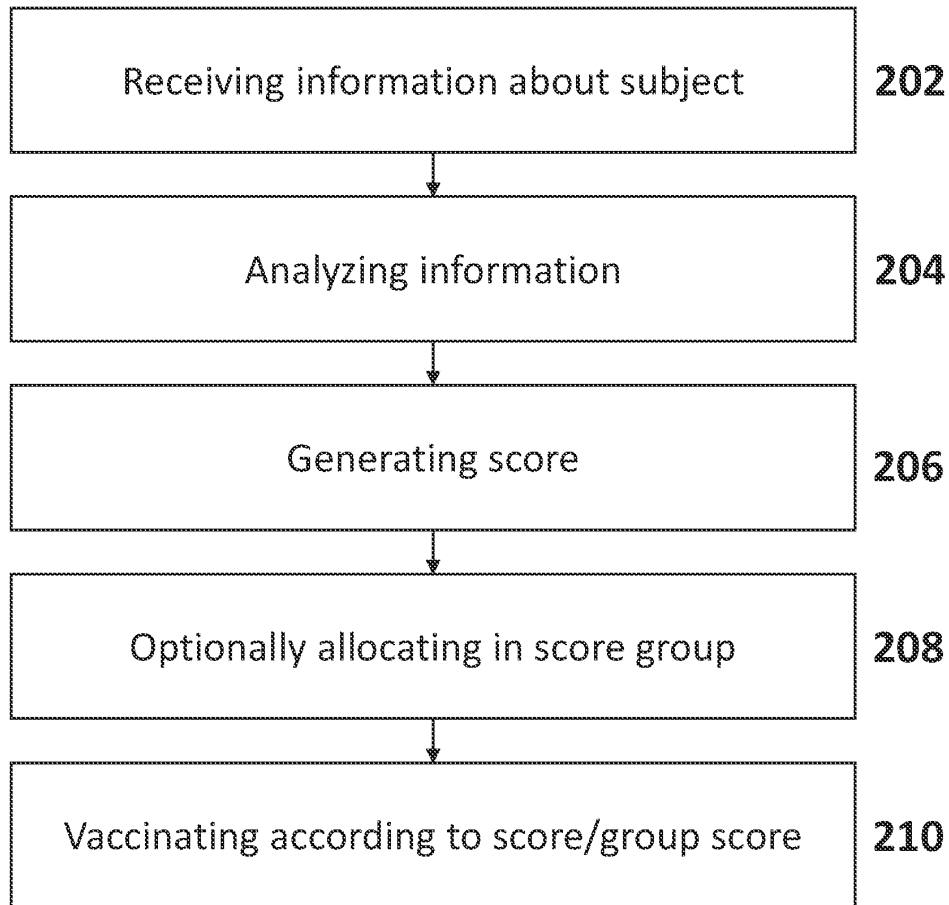 Receiving information about subject 202
Analyzing information 204
Generating score 206
Optionally allocating in score group 208
Vaccinating according to score/group score 210